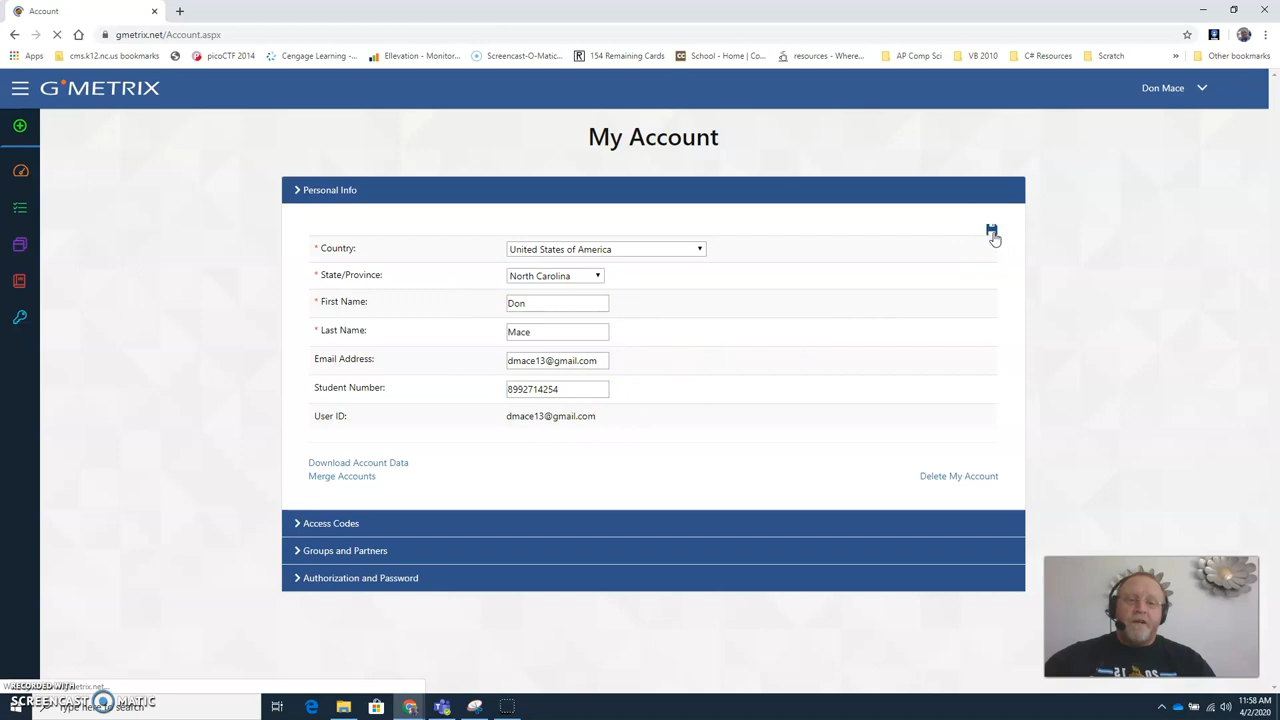 Account
gmetrix.net/Account.aspx
Apps
cms.k12.nc.us bookmarks
picoCTF 2014
Cengage Learning -...
Ellevation - Monitor...
Screencast-O-Matic...
154 Remaining Cards
School - Home | Co...
resources - Where...
AP Comp Sci
VB 2010
C# Resources
Scratch
»
Other bookmarks
G METRIX
Don Mace
My Account
Personal Info
* Country:
United States of America
* State/Province:
North Carolina
* First Name:
Don
* Last Name:
Mace
Email Address:
dmace13@gmail.com
Student Number:
8992714254
User ID:
dmace13@gmail.com
Download Account Data
Merge Accounts
Delete My Account
Access Codes
Groups and Partners
Authorization and Password
RECORDED WITH
SCREENCAST MATIC
11:58 AM
4/2/2020